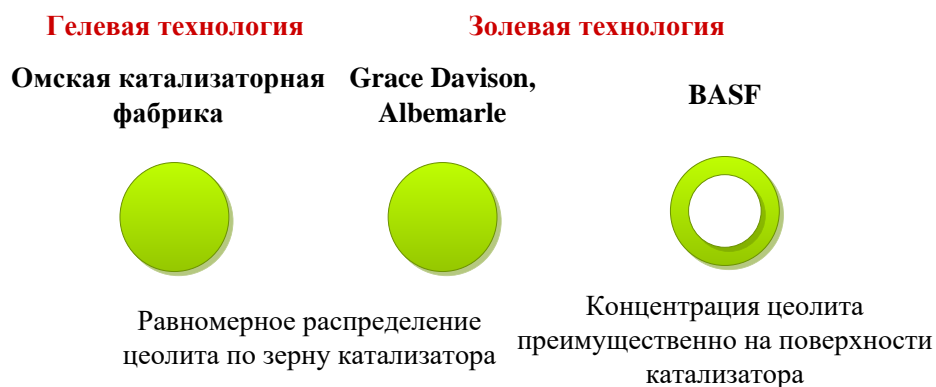 Гелевая технология
Золевая технология
Омская катализаторная
фабрика
Grace Davison,
Albemarle
BASF
Равномерное распределение
цеолита по зерну катализатора
Концентрация цеолита
преимущественно на поверхности
катализатора